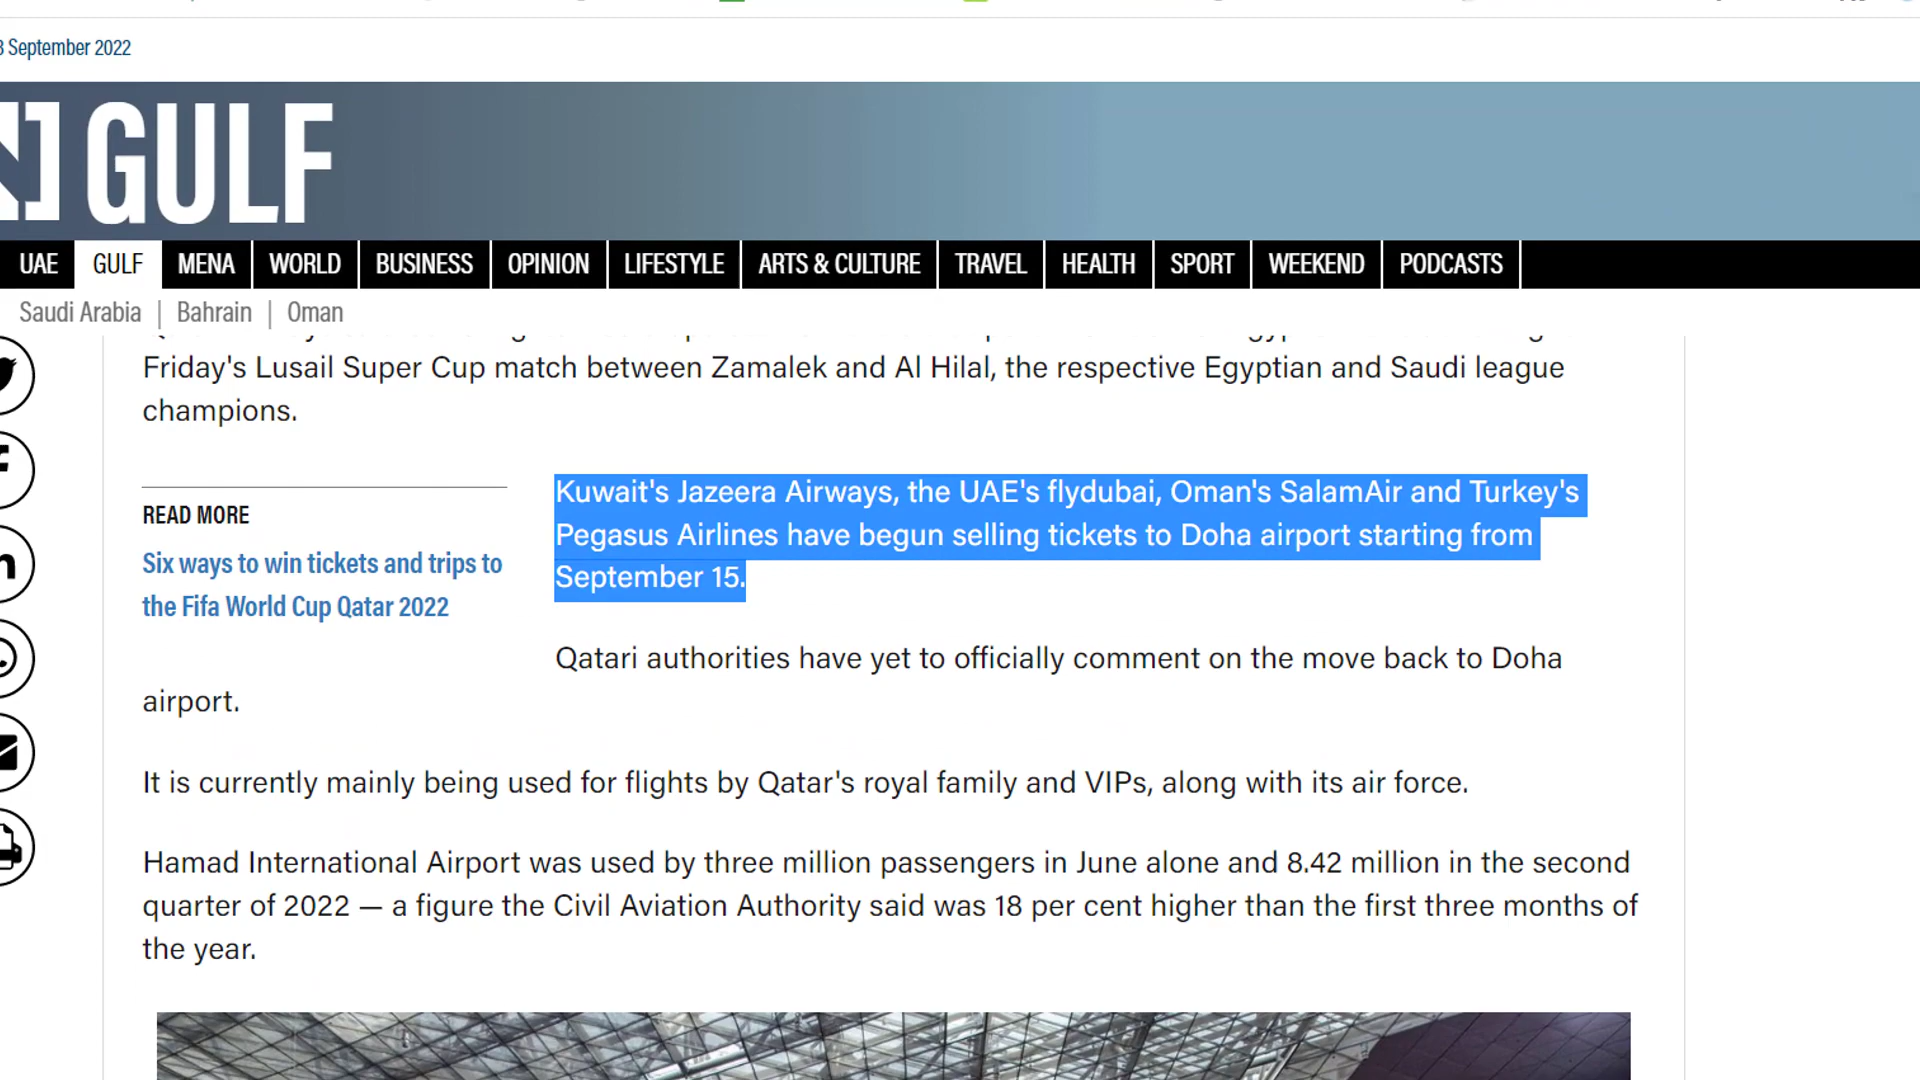 September 2022
GULF
UAE GULF MENA WORLD BUSINESS OPINION LIFESTYLE ARTS & CULTURE TRAVEL HEALTH SPORT WEEKEND PODCASTS
Saudi Arabia | Bahrain | Oman
Friday's Lusail Super Cup match between Zamalek and Al Hilal, the respective Egyptian and Saudi league
champions.
READ MORE
Six ways to win tickets and trips to
the Fifa World Cup Qatar 2022
Kuwait's Jazeera Airways, the UAE's flydubai, Oman's SalamAir and Turkey's
Pegasus Airlines have begun selling tickets to Doha airport starting from
September 15.
Qatari authorities have yet to officially comment on the move back to Doha
airport.
It is currently mainly being used for flights by Qatar's royal family and VIPs, along with its air force.
Hamad International Airport was used by three million passengers in June alone and 8.42 million in the second
quarter of 2022 — a figure the Civil Aviation Authority said was 18 per cent higher than the first three months of
the year.